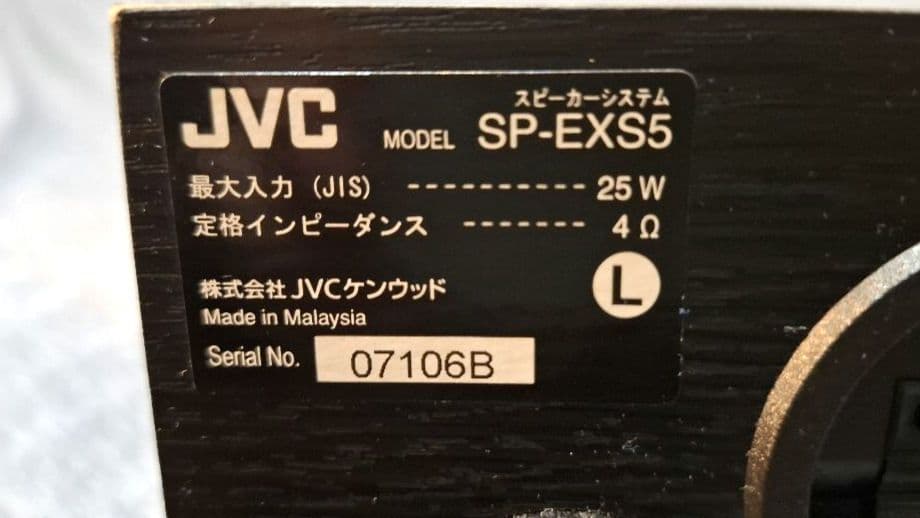 JVC
スピーカーシステム
MODEL SP-EXS5
最大入力 (JIS) ------------- 25 W
定格インピーダンス ------- 4 Ω
株式会社 JVCケンウッド
L
Made in Malaysia
Serial No. 07106B